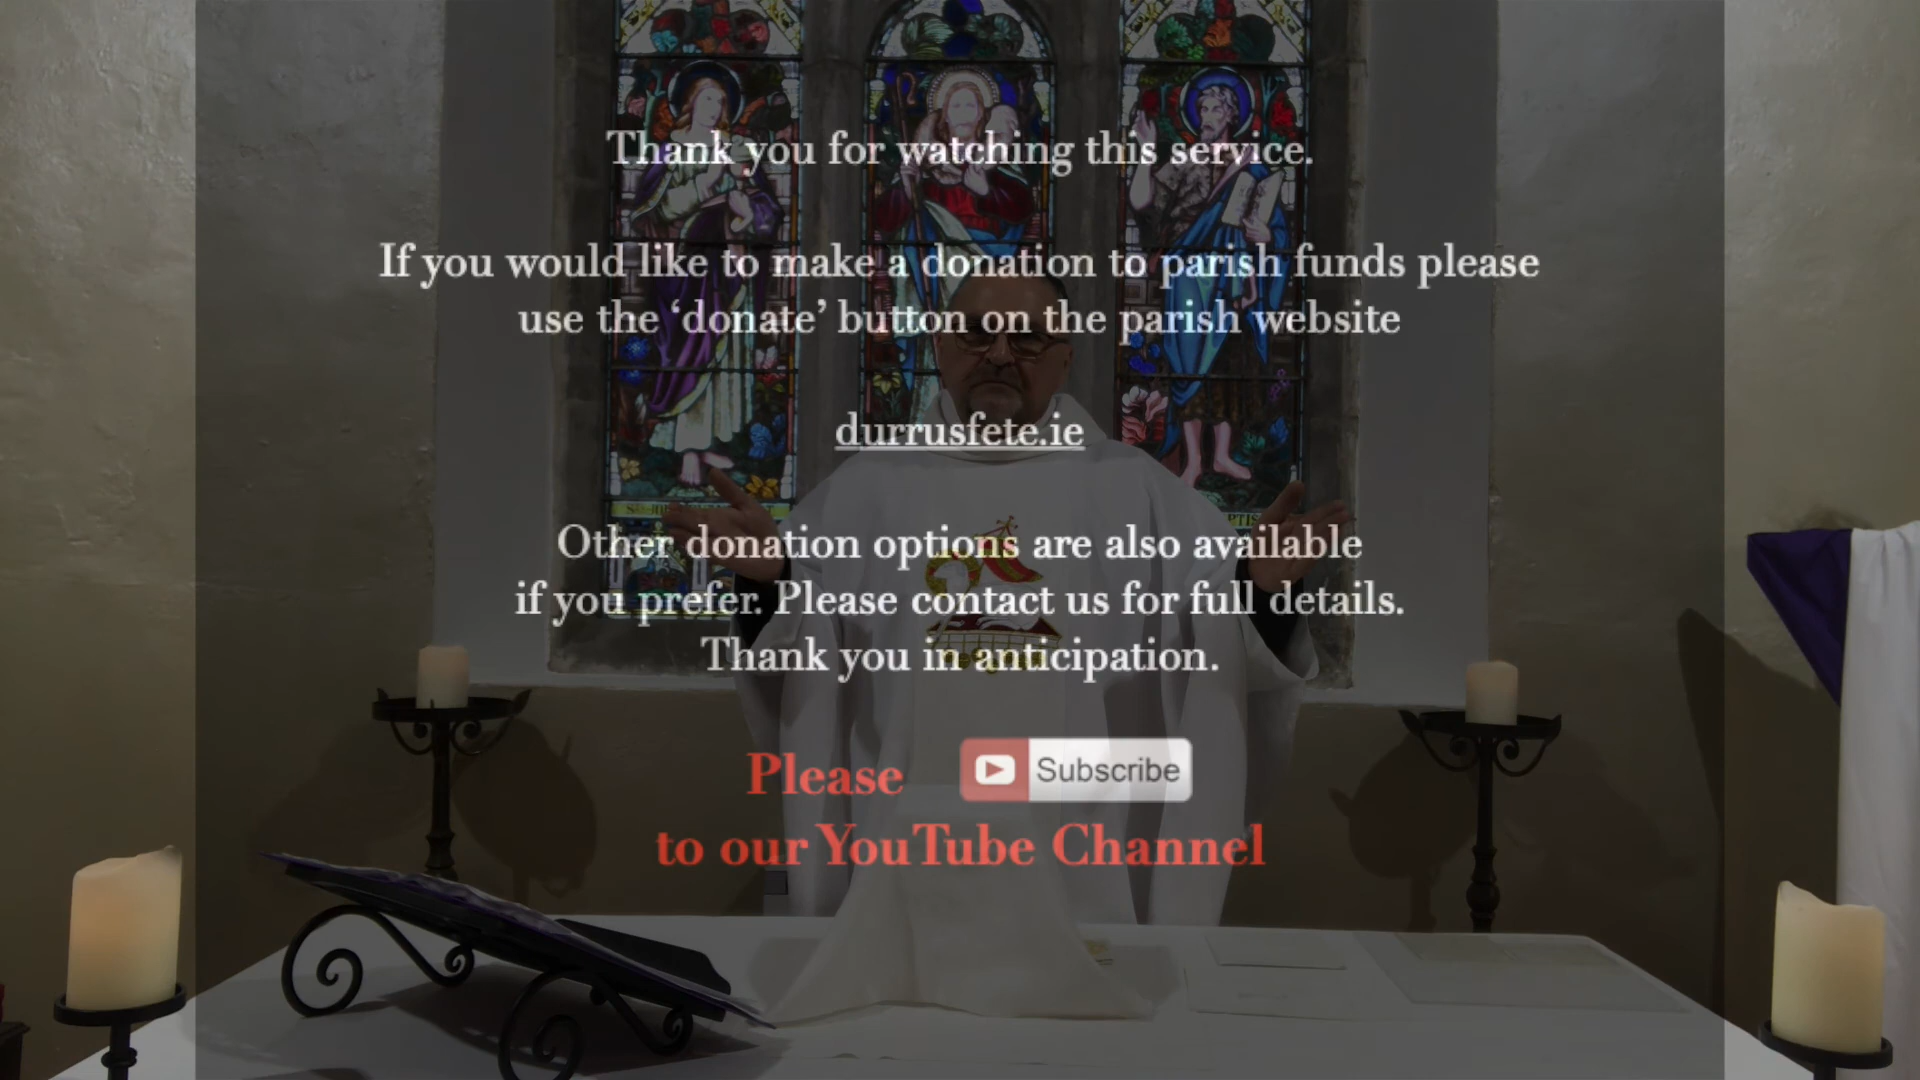 Thank you for watching this service.
If you would like to make a donation to parish funds please
use the ‘donate’ button on the parish website
durrusfete.ie
Other donation options are also available
if you prefer. Please contact us for full details.
Thank you in anticipation.
Please Subscribe
to our YouTube Channel